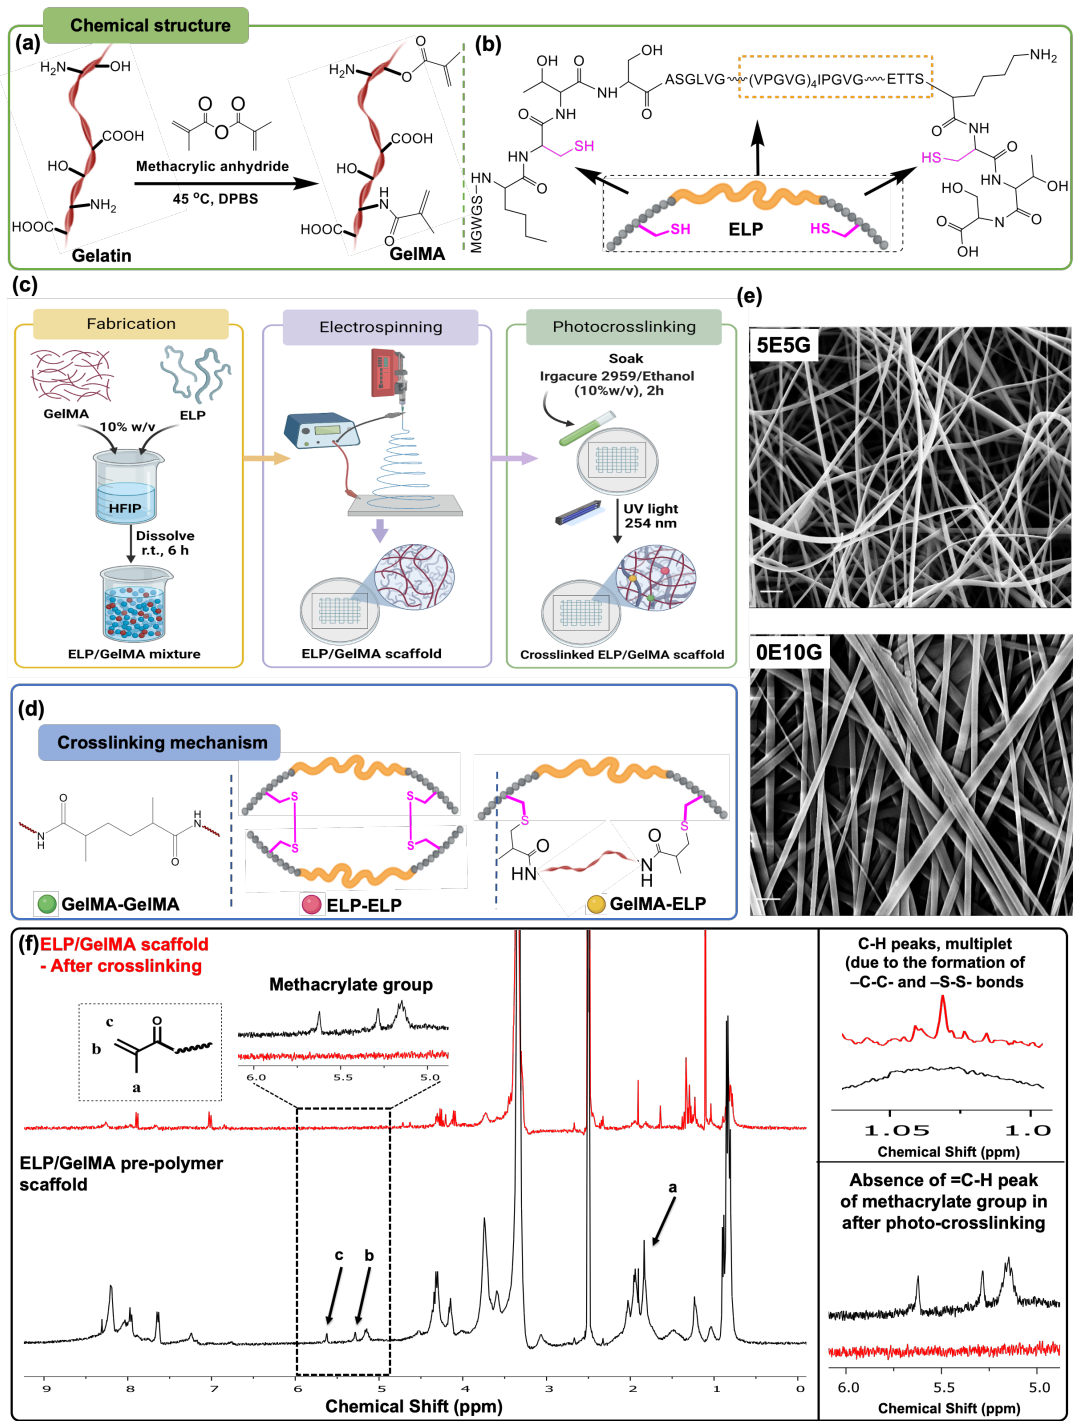 Chemical structure
(a)
H₂N
OH
COOH
HO
NH₂
HOOC
Gelatin
O
O
O
Methacrylic anhydride
45 °C, DPBS
O
H₂N
O
COOH
HO
H
N
O
HOOC
GelMA
(b)
OH
O
OH
HN
O
NH
O
SH
HN
O
HN
O
MGWGS
ASGLVG
(VPGVG)₄IPGVG
ETTS
NH₂
O
NH
HS
O
HN
OH
HO
O
N
O
OH
SH
ELP
HS
(c)
Fabrication
GelMA
ELP
10% w/v
HFIP
Dissolve
r.t., 6 h
ELP/GelMA mixture
Electrospinning
ELP/GelMA scaffold
Photocrosslinking
Soak
Irgacure 2959/Ethanol
(10%w/v), 2h
UV light
254 nm
Crosslinked ELP/GelMA scaffold
(e)
5E5G
0E10G
(d)
Crosslinking mechanism
O
N
H
H
N
O
GelMA-GelMA
S
S
S
S
ELP-ELP
S
S
O
NH
O
N
H
GelMA-ELP
(f)
ELP/GelMA scaffold
- After crosslinking
c
b
a
O
Methacrylate group
6.0
5.5
5.0
ELP/GelMA pre-polymer
scaffold
c
b
a
9
8
7
6
5
4
3
2
1
0
Chemical Shift (ppm)
C-H peaks, multiplet
(due to the formation of
–C-C- and –S-S- bonds
1.05
1.0
Chemical Shift (ppm)
Absence of =C-H peak
of methacrylate group in
after photo-crosslinking
6.0
5.5
5.0
Chemical Shift (ppm)